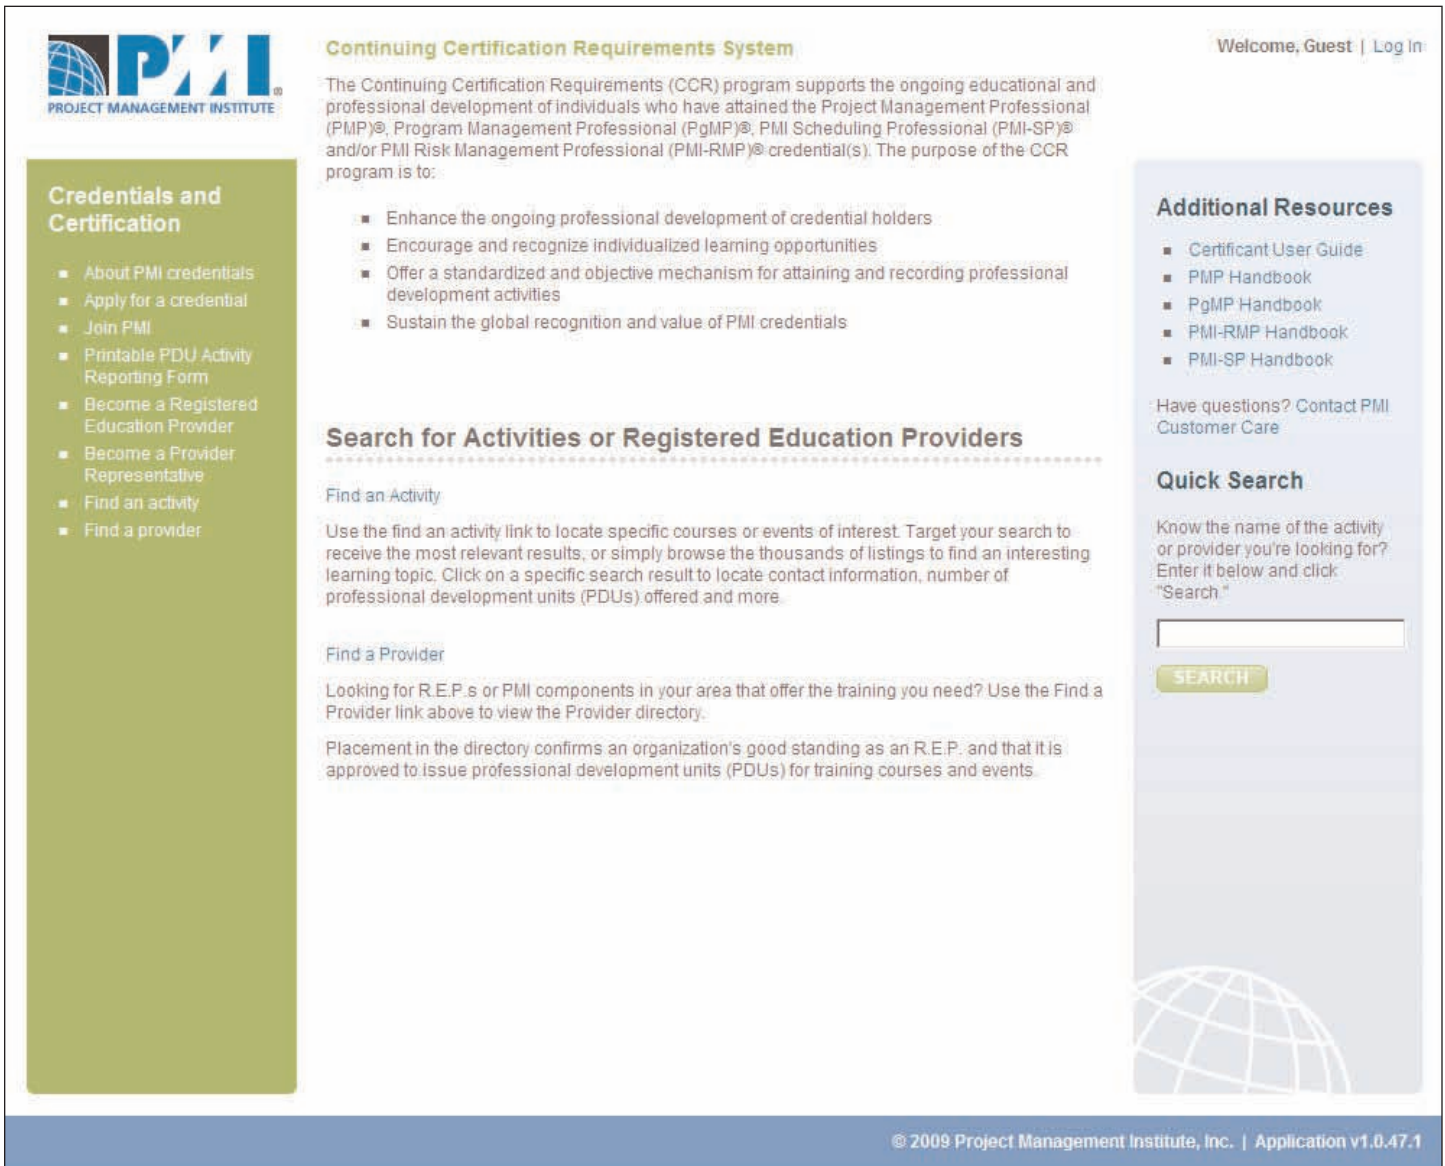 PMI
®
PROJECT MANAGEMENT INSTITUTE
Continuing Certification Requirements System
Welcome, Guest | Log In
The Continuing Certification Requirements (CCR) program supports the ongoing educational and
professional development of individuals who have attained the Project Management Professional
(PMP)®, Program Management Professional (PgMP)®, PMI Scheduling Professional (PMI-SP)®
and/or PMI Risk Management Professional (PMI-RMP)® credential(s). The purpose of the CCR
program is to:
Enhance the ongoing professional development of credential holders
Encourage and recognize individualized learning opportunities
Offer a standardized and objective mechanism for attaining and recording professional
development activities
Sustain the global recognition and value of PMI credentials
Credentials and
Certification
About PMI credentials
Apply for a credential
Join PMI
Printable PDU Activity
Reporting Form
Become a Registered
Education Provider
Become a Provider
Representative
Find an activity
Find a provider
Search for Activities or Registered Education Providers
Find an Activity
Use the find an activity link to locate specific courses or events of interest. Target your search to
receive the most relevant results, or simply browse the thousands of listings to find an interesting
learning topic. Click on a specific search result to locate contact information, number of
professional development units (PDUs) offered and more.
Find a Provider
Looking for R.E.P.s or PMI components in your area that offer the training you need? Use the Find a
Provider link above to view the Provider directory.
Placement in the directory confirms an organization's good standing as an R.E.P. and that it is
approved to issue professional development units (PDUs) for training courses and events.
Additional Resources
Certificant User Guide
PMP Handbook
PgMP Handbook
PMI-RMP Handbook
PMI-SP Handbook
Have questions? Contact PMI
Customer Care
Quick Search
Know the name of the activity
or provider you're looking for?
Enter it below and click
"Search."
SEARCH
© 2009 Project Management Institute, Inc. | Application v1.0.47.1